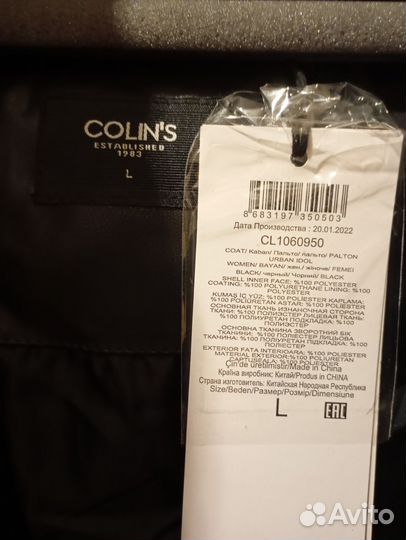 COLIN'S
ESTABLISHED
1983
L
8 683197 350503
Дата Производства : 20.01.2022
CL1060950
COAT/ Kaban/ Пальто/ пальто/ PALTON
URBAN IDOL
WOMEN/ BAYAN/ жен./ жіноче/ FEMEI
BLACK/ черный/ Чорний/ BLACK
SHELL INNER FACE: %100 POLYESTER
COATING: %100 POLYURETHANE LINING: %100
POLYESTER
KUMAŞ İÇ YÜZ: %100 POLIESTER KAPLAMA:
%100 POLIURETAN ASTAR: %100 POLIESTER
ОСНОВНАЯ ТКАНЬ ИЗНАНОЧНАЯ СТОРОНА
ТКАНИ: %100 ПОЛИЭСТЕР ЛИЦЕВАЯ ТКАНЬ:
%100 ПОЛИУРЕТАН ПОДКЛАДКА: %100
ПОЛИЭСТЕР
ОСНОВНА ТКАНИНА ЗВОРОТНИЙ БІК
ТКАНИНИ: %100 ПОЛІЕСТЕР ЛИЦЬОВА
ТКАНИНА: %100 ПОЛІУРЕТАН ПІДКЛАДКА: %100
ПОЛІЕСТЕР
EXTERIOR FATA INTERIOARA: %100 POLIESTER
MATERIAL EXTERIOR:%100 POLIURETAN
CAPTUSEALA: %100 POLIESTER
Çin'de üretilmiştir/Made in CHINA
Країна виробник: Китай/Produs in CHINA
Страна изготовитель: Китайская Народная Республика
Size/Beden/Размер/Розмір/Dimensiune
L
EAC
Avito